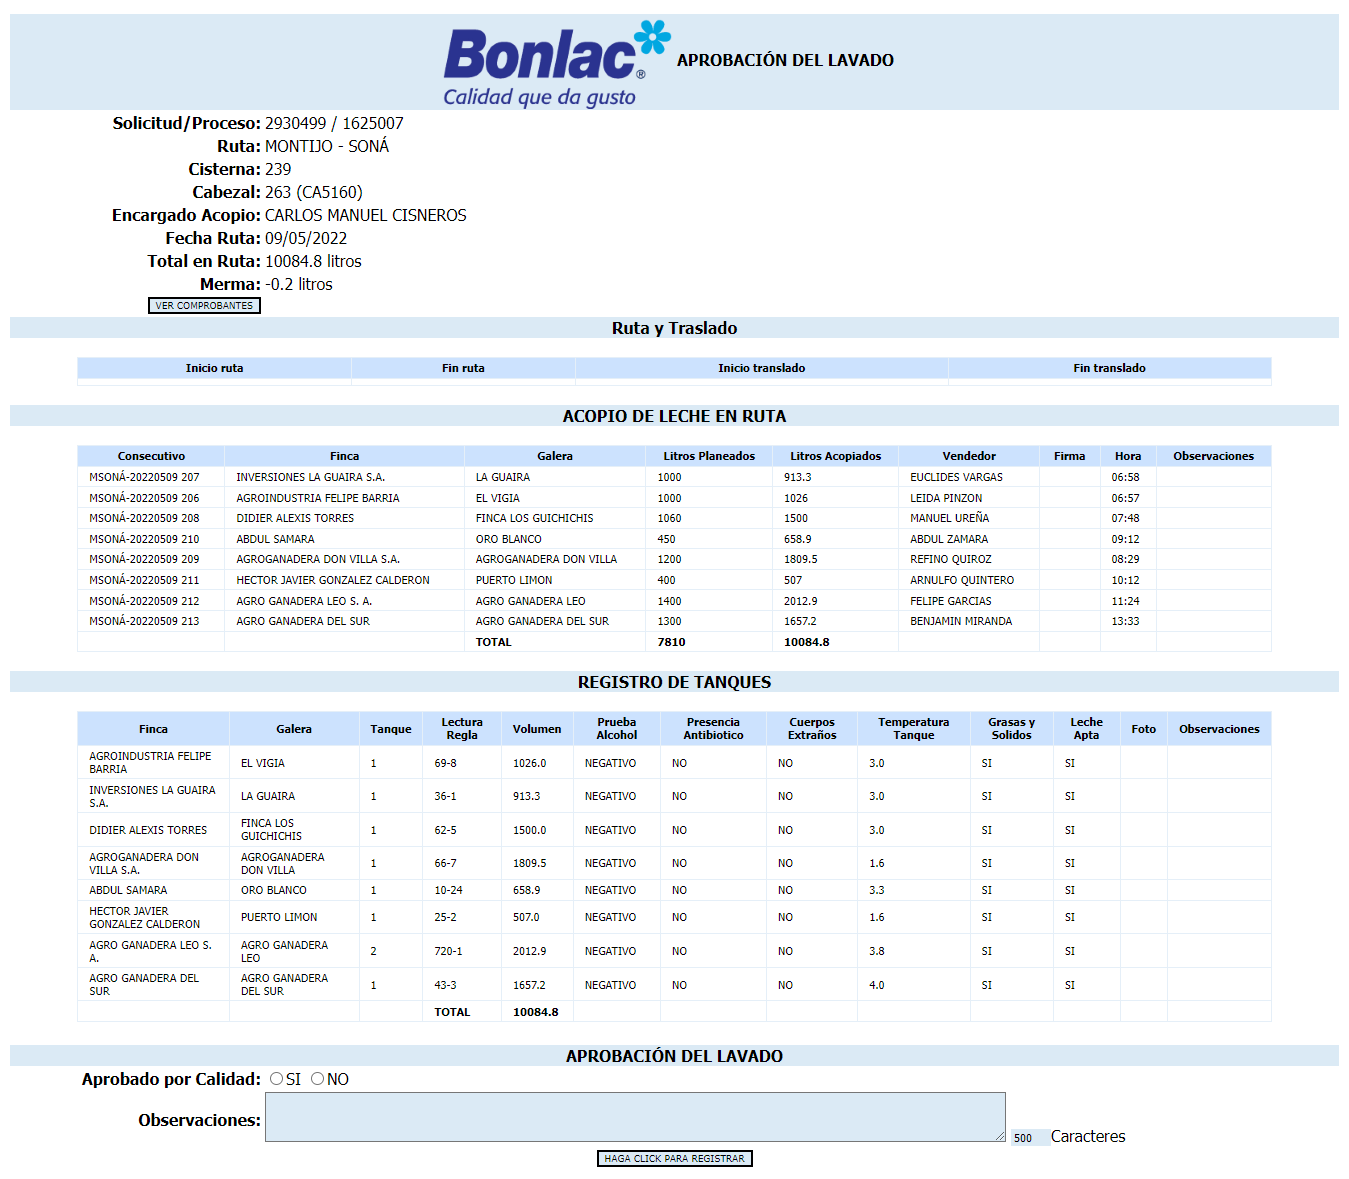 Bonlac®
Calidad que da gusto
APROBACIÓN DEL LAVADO
Solicitud/Proceso: 2930499 / 1625007
Ruta: MONTIJO - SONÁ
Cisterna: 239
Cabezal: 263 (CA5160)
Encargado Acopio: CARLOS MANUEL CISNEROS
Fecha Ruta: 09/05/2022
Total en Ruta: 10084.8 litros
Merma: -0.2 litros
VER COMPROBANTES
Ruta y Traslado
Inicio ruta Fin ruta Inicio translado Fin translado
ACOPIO DE LECHE EN RUTA
Consecutivo Finca Galera Litros Planeados Litros Acopiados Vendedor Firma Hora Observaciones
MSONÁ-20220509 207 INVERSIONES LA GUAIRA S.A. LA GUAIRA 1000 913.3 EUCLIDES VARGAS 06:58
MSONÁ-20220509 206 AGROINDUSTRIA FELIPE BARRIA EL VIGIA 1000 1026 LEIDA PINZON 06:57
MSONÁ-20220509 208 DIDIER ALEXIS TORRES FINCA LOS GUICHICHIS 1060 1500 MANUEL UREÑA 07:48
MSONÁ-20220509 210 ABDUL SAMARA ORO BLANCO 450 658.9 ABDUL ZAMARA 09:12
MSONÁ-20220509 209 AGROGANADERA DON VILLA S.A. AGROGANADERA DON VILLA 1200 1809.5 REFINO QUIROZ 08:29
MSONÁ-20220509 211 HECTOR JAVIER GONZALEZ CALDERON PUERTO LIMON 400 507 ARNULFO QUINTERO 10:12
MSONÁ-20220509 212 AGRO GANADERA LEO S. A. AGRO GANADERA LEO 1400 2012.9 FELIPE GARCIAS 11:24
MSONÁ-20220509 213 AGRO GANADERA DEL SUR AGRO GANADERA DEL SUR 1300 1657.2 BENJAMIN MIRANDA 13:33
TOTAL 7810 10084.8
REGISTRO DE TANQUES
Finca Galera Tanque Lectura Regla Volumen Prueba Alcohol Presencia Antibiotico Cuerpos Extraños Temperatura Tanque Grasas y Solidos Leche Apta Foto Observaciones
AGROINDUSTRIA FELIPE BARRIA EL VIGIA 1 69-8 1026.0 NEGATIVO NO NO 3.0 SI SI
INVERSIONES LA GUAIRA S.A. LA GUAIRA 1 36-1 913.3 NEGATIVO NO NO 3.0 SI SI
DIDIER ALEXIS TORRES FINCA LOS GUICHICHIS 1 62-5 1500.0 NEGATIVO NO NO 3.0 SI SI
AGROGANADERA DON VILLA S.A. AGROGANADERA DON VILLA 1 66-7 1809.5 NEGATIVO NO NO 1.6 SI SI
ABDUL SAMARA ORO BLANCO 1 10-24 658.9 NEGATIVO NO NO 3.3 SI SI
HECTOR JAVIER GONZALEZ CALDERON PUERTO LIMON 1 25-2 507.0 NEGATIVO NO NO 1.6 SI SI
AGRO GANADERA LEO S. A. AGRO GANADERA LEO 2 720-1 2012.9 NEGATIVO NO NO 3.8 SI SI
AGRO GANADERA DEL SUR AGRO GANADERA DEL SUR 1 43-3 1657.2 NEGATIVO NO NO 4.0 SI SI
TOTAL 10084.8
APROBACIÓN DEL LAVADO
Aprobado por Calidad: SI NO
Observaciones:
500 Caracteres
HAGA CLICK PARA REGISTRAR